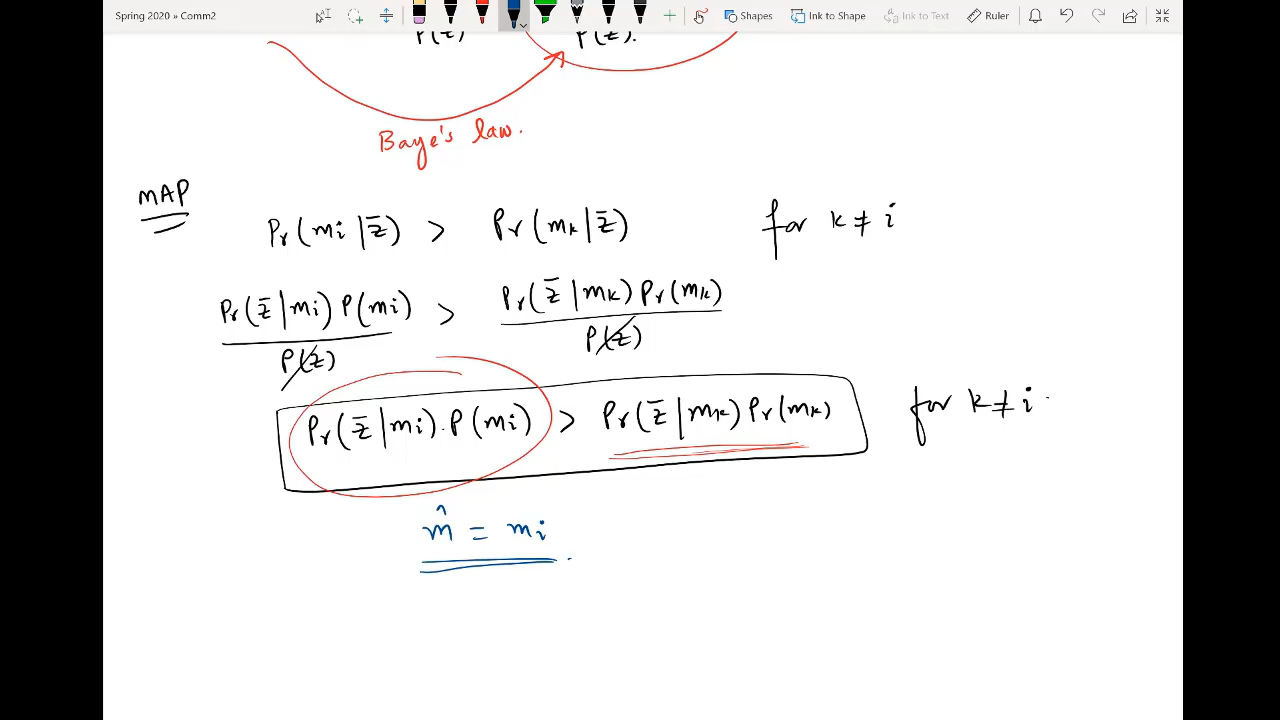 Spring 2020 » Comm2 Shapes Ink to Shape Ink to Text Ruler
P(z̄) P(z̄).
Baye's law.
MAP
Pr(mi|z̄) > Pr(mk|z̄) for k ≠ i
Pr(z̄|mi) P(mi) > Pr(z̄|mk) Pr(mk)
P(z̄) P(z̄)
Pr(z̄|mi).P(mi) > Pr(z̄|mk) Pr(mk) for k ≠ i.
m̂ = mi